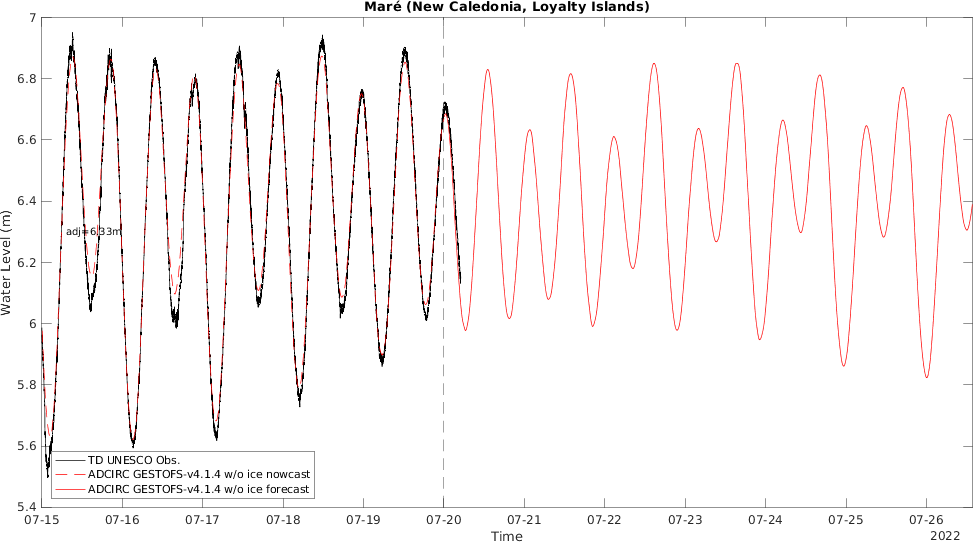 Maré (New Caledonia, Loyalty Islands)
7
6.8
6.6
6.4
6.2
6
5.8
5.6
5.4
Water Level (m)
adj=6.33m
TD UNESCO Obs.
ADCIRC GESTOFS-v4.1.4 w/o ice nowcast
ADCIRC GESTOFS-v4.1.4 w/o ice forecast
07-15 07-16 07-17 07-18 07-19 07-20 07-21 07-22 07-23 07-24 07-25 07-26
Time
2022